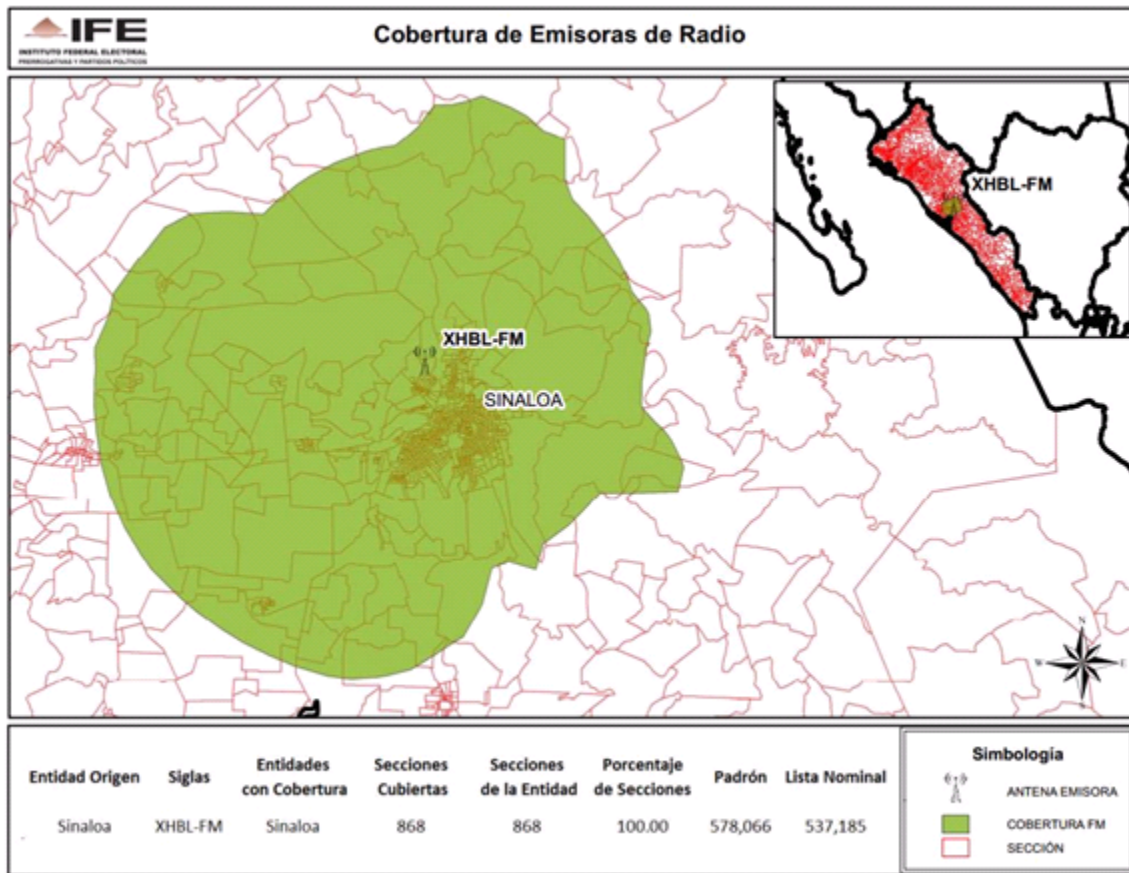 IFE
INSTITUTO FEDERAL ELECTORAL
PRERROGATIVAS Y PARTIDOS POLÍTICOS
Cobertura de Emisoras de Radio
XHBL-FM
XHBL-FM
SINALOA
N
W E
S
Entidad Origen Siglas Entidades con Cobertura Secciones Cubiertas Secciones de la Entidad Porcentaje de Secciones Padrón Lista Nominal
Sinaloa XHBL-FM Sinaloa 868 868 100.00 578,066 537,185
Simbología
ANTENA EMISORA
COBERTURA FM
SECCIÓN